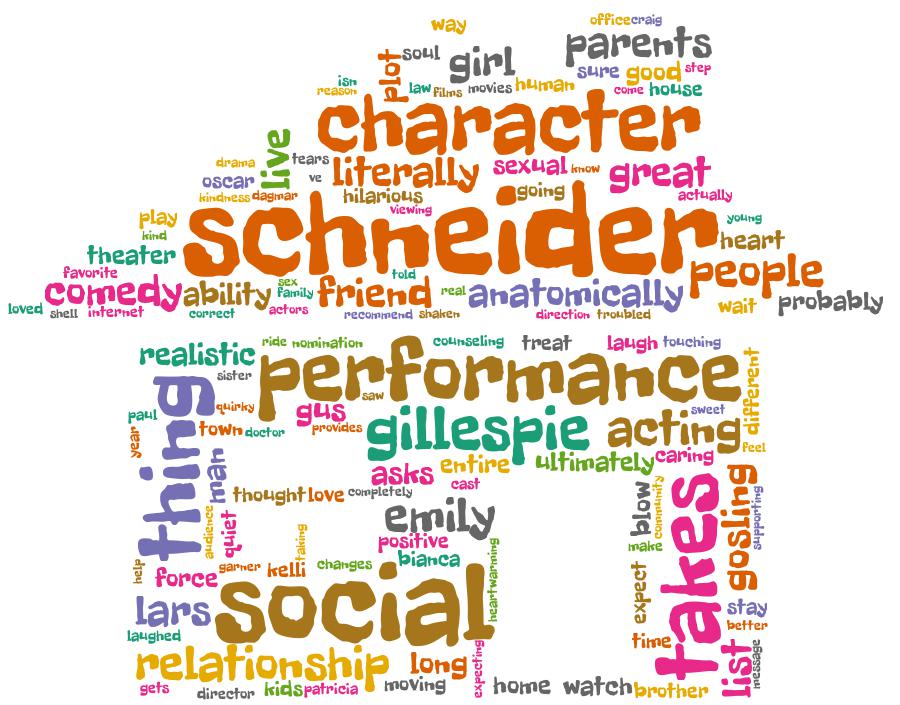 way
office craig
soul girl parents
plot
sure good step
isn reason law films movies human come house
character
live
drama tears literally sexual know great
oscar ve
kindness dagmar hilarious going actually
viewing
play schneider young
kind heart
theater
favorite told people
comedy ability sex family friend real anatomically wait probably
loved shell internet correct actors recommend shaken direction troubled
ride nomination counseling treat laugh touching
realistic performance different
sister
thing saw
paul quirky gus sweet
year town doctor provides gillespie acting feel
man asks entire ultimately caring
cast
thought love completely blow community takes gosling supporting
audience quiet taking emily
positive make
help force garner kelli changes bianca heartwarming expect
lars social stay
laughed time better
relationship long expecting list message
gets director kids patricia moving home watch brother